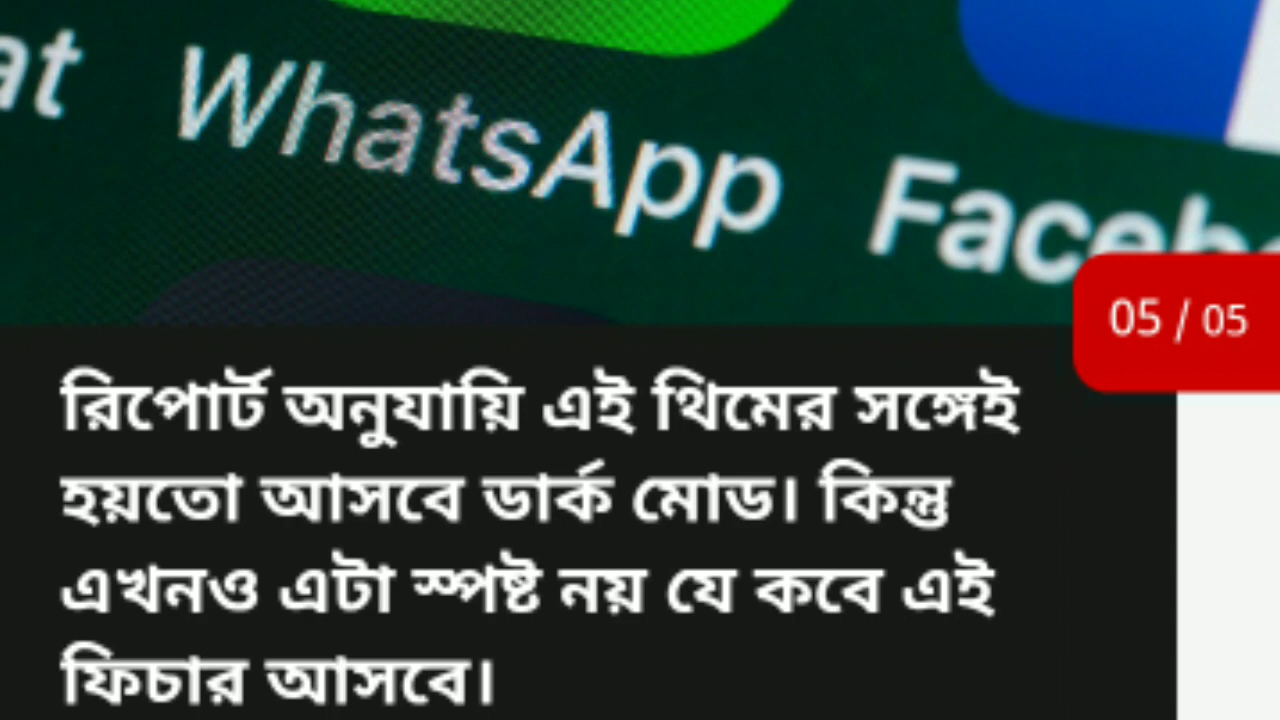 at WhatsApp Faceb
05 / 05
রিপোর্ট অনুযায়ি এই থিমের সঙ্গেই
হয়তো আসবে ডার্ক মোড। কিন্তু
এখনও এটা স্পষ্ট নয় যে কবে এই
ফিচার আসবে।